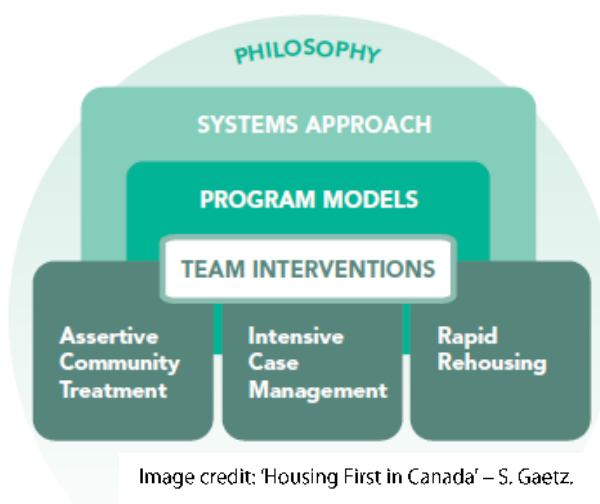 PHILOSOPHY
SYSTEMS APPROACH
PROGRAM MODELS
TEAM INTERVENTIONS
Assertive
Community
Treatment
Intensive
Case
Management
Rapid
Rehousing
Image credit: 'Housing First in Canada' – S. Gaetz.